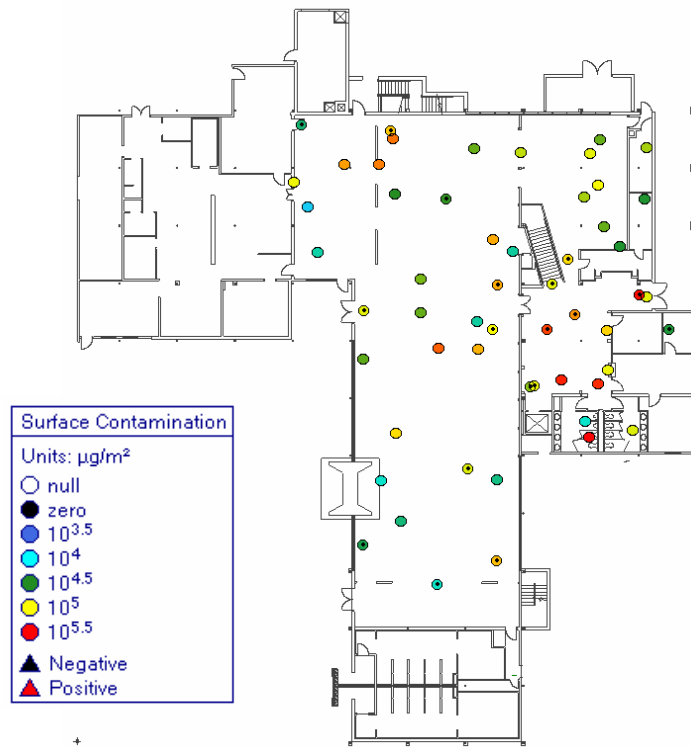 Surface Contamination
Units: µg/m²
null
zero
10^3.5
10^4
10^4.5
10^5
10^5.5
Negative
Positive